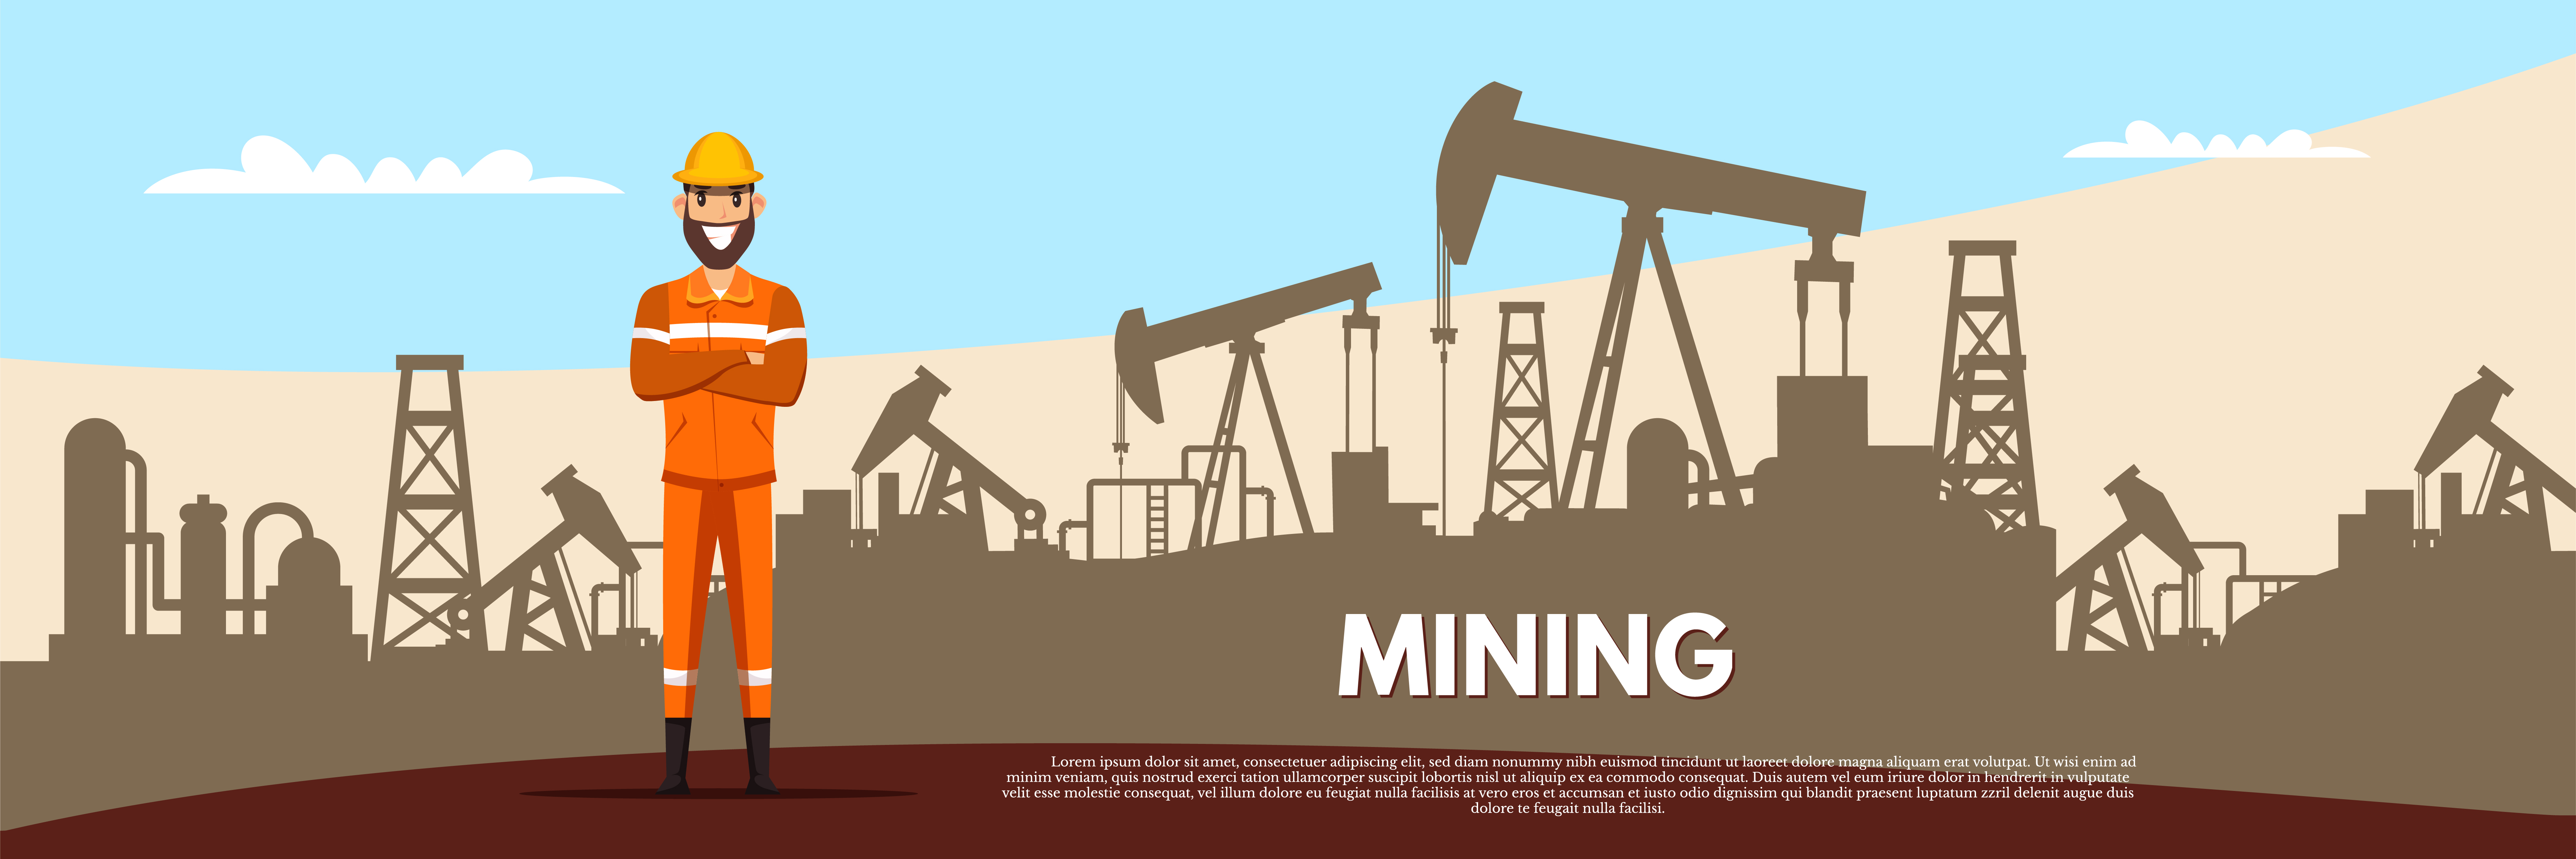 MINING
Lorem ipsum dolor sit amet, consectetuer adipiscing elit, sed diam nonummy nibh euismod tincidunt ut laoreet dolore magna aliquam erat volutpat. Ut wisi enim ad
minim veniam, quis nostrud exerci tation ullamcorper suscipit lobortis nisl ut aliquip ex ea commodo consequat. Duis autem vel eum iriure dolor in hendrerit in vulputate
velit esse molestie consequat, vel illum dolore eu feugiat nulla facilisis at vero eros et accumsan et iusto odio dignissim qui blandit praesent luptatum zzril delenit augue duis
dolore te feugait nulla facilisi.